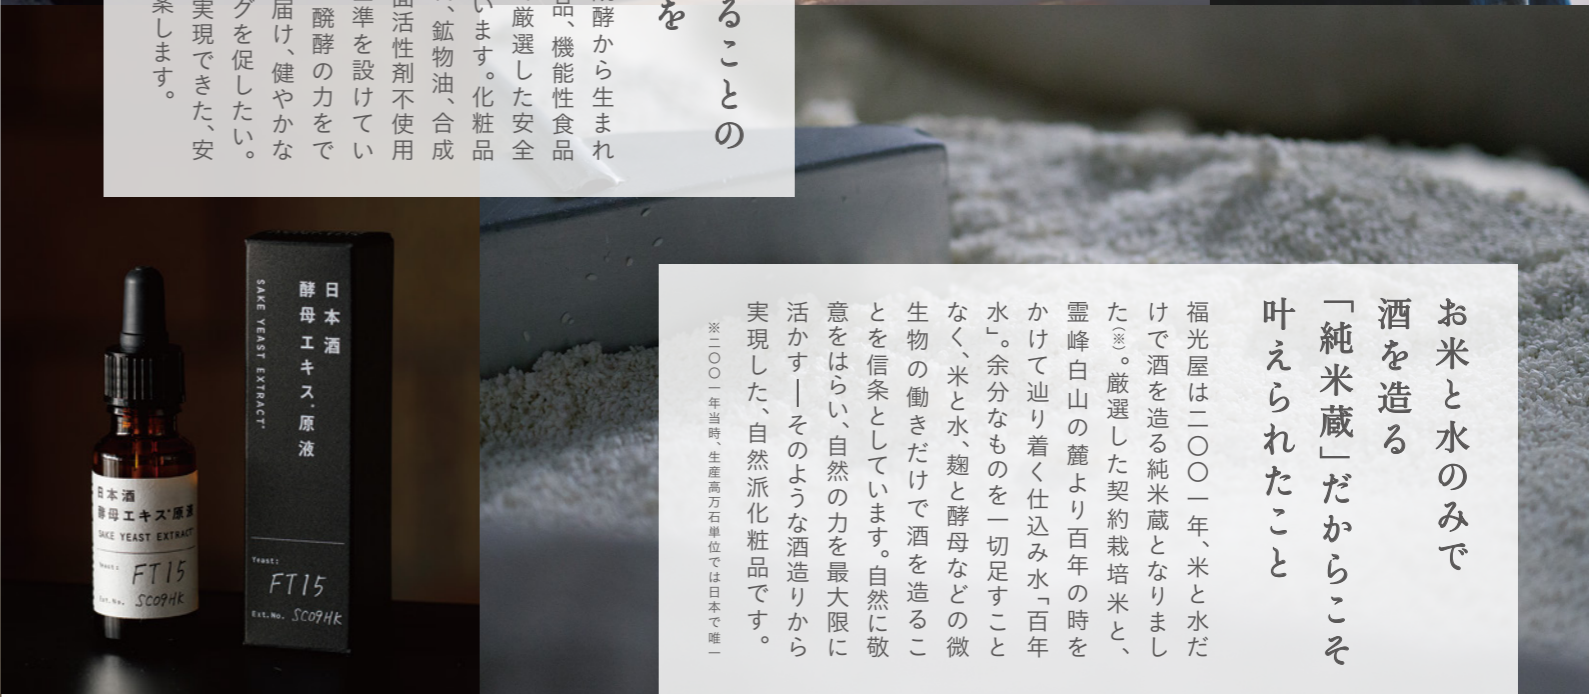 ることの
を
酵から生まれ
品、機能性食品
厳選した安全
います。化粧品
、鉱物油、合成
面活性剤不使用
準を設けてい
醗酵の力をで
届け、健やかな
グを促したい。
実現できた、安
案します。
お米と水のみで
酒を造る
「純米蔵」だからこそ
叶えられたこと
福光屋は二〇〇一年、米と水だ
けで酒を造る純米蔵となりまし
た(※)。厳選した契約栽培米と、
霊峰白山の麓より百年の時を
かけて辿り着く仕込み水「百年
水」。余分なものを一切足すこと
なく、米と水、麹と酵母などの微
生物の働きだけで酒を造るこ
とを信条としています。自然に敬
意をはらい、自然の力を最大限に
活かす―そのような酒造りから
実現した、自然派化粧品です。
※二〇〇一年当時、生産高万石単位では日本で唯一
日本酒
酵母エキス゛原液
SAKE YEAST EXTRACT"
Yeast:
FT15
Ext.No. SC09HK
日本酒
酵母エキス゛原液
SAKE YEAST EXTRACT"
Yeast:
FT15
Ext.No. SC09HK